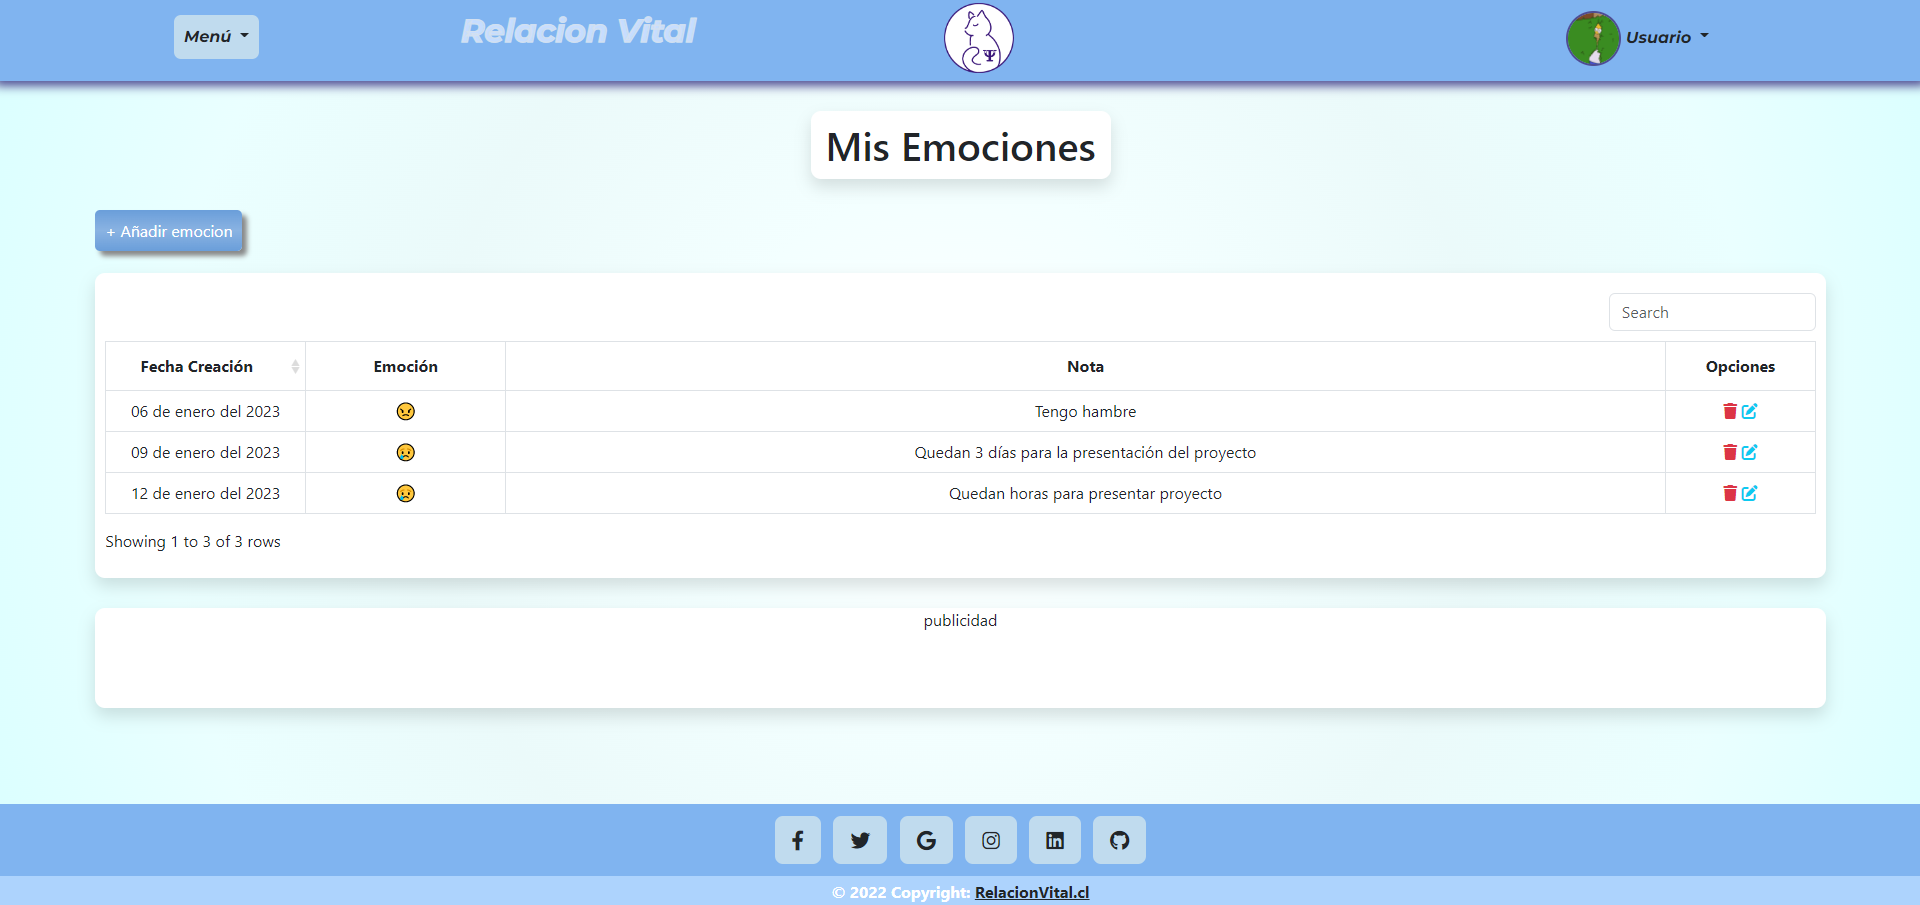 Menú
Relacion Vital
Ψ
Usuario
Mis Emociones
+ Añadir emocion
Search
Fecha Creación Emoción Nota Opciones
06 de enero del 2023 😠 Tengo hambre
09 de enero del 2023 😢 Quedan 3 días para la presentación del proyecto
12 de enero del 2023 😢 Quedan horas para presentar proyecto
Showing 1 to 3 of 3 rows
publicidad
© 2022 Copyright: RelacionVital.cl